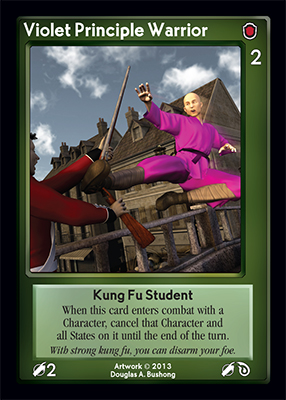 Violet Principle Warrior
2
Kung Fu Student
When this card enters combat with a
Character, cancel that Character and
all States on it until the end of the turn.
With strong kung fu, you can disarm your foe.
2
Artwork © 2013
Douglas A. Bushong